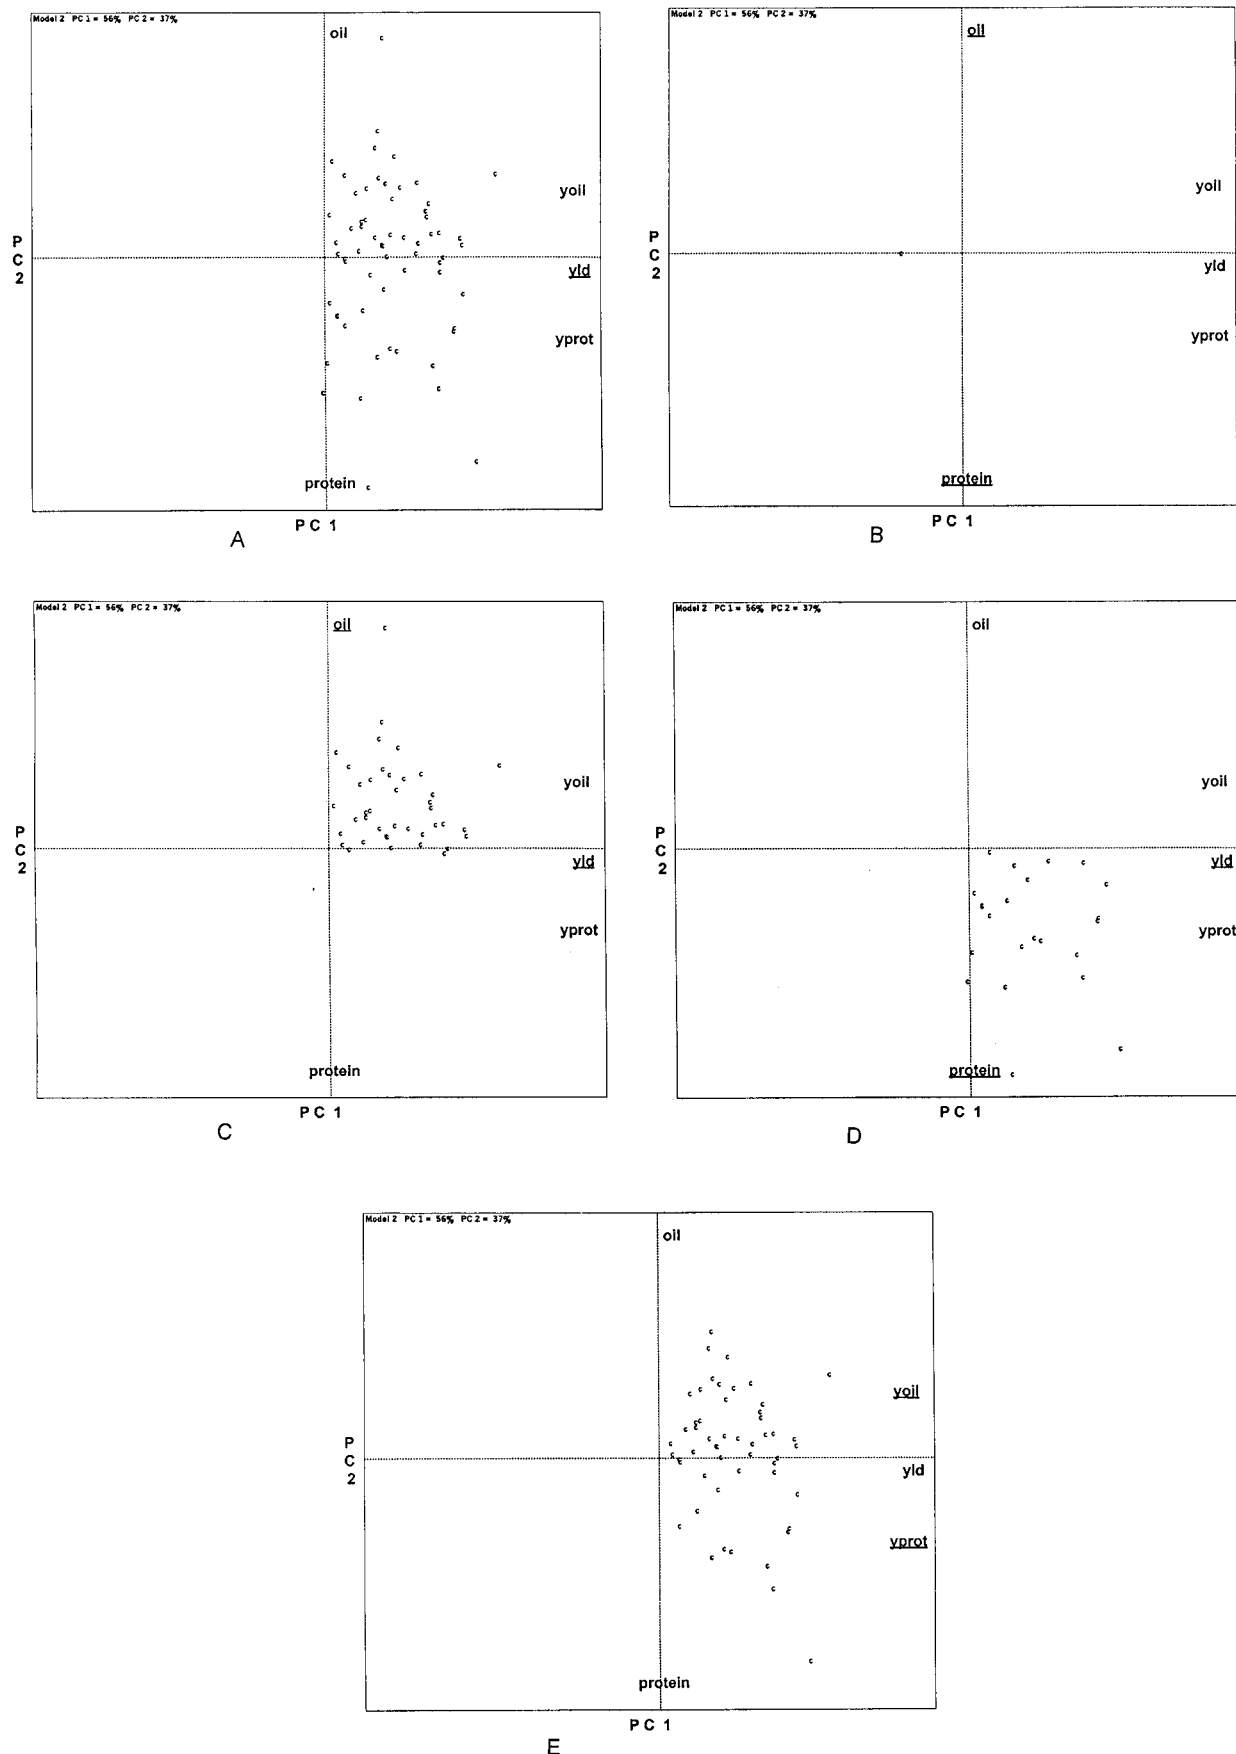 Model 2 PC 1 = 56% PC 2 = 37%
oil
yoil
P
C
2
yld
yprot
protein
PC 1
A
Model 2 PC 1 = 56% PC 2 = 37%
oil
yoil
P
C
2
yld
yprot
protein
PC 1
B
Model 2 PC 1 = 56% PC 2 = 37%
oil
yoil
P
C
2
yld
yprot
protein
PC 1
C
Model 2 PC 1 = 56% PC 2 = 37%
oil
yoil
P
C
2
yld
yprot
protein
PC 1
D
Model 2 PC 1 = 56% PC 2 = 37%
oil
yoil
P
C
2
yld
yprot
protein
PC 1
E